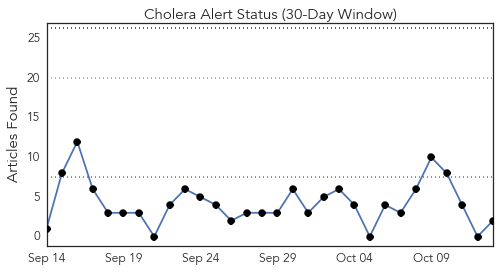 Cholera Alert Status (30-Day Window)
Articles Found
25
20
15
10
5
0
Sep 14
Sep 19
Sep 24
Sep 29
Oct 04
Oct 09